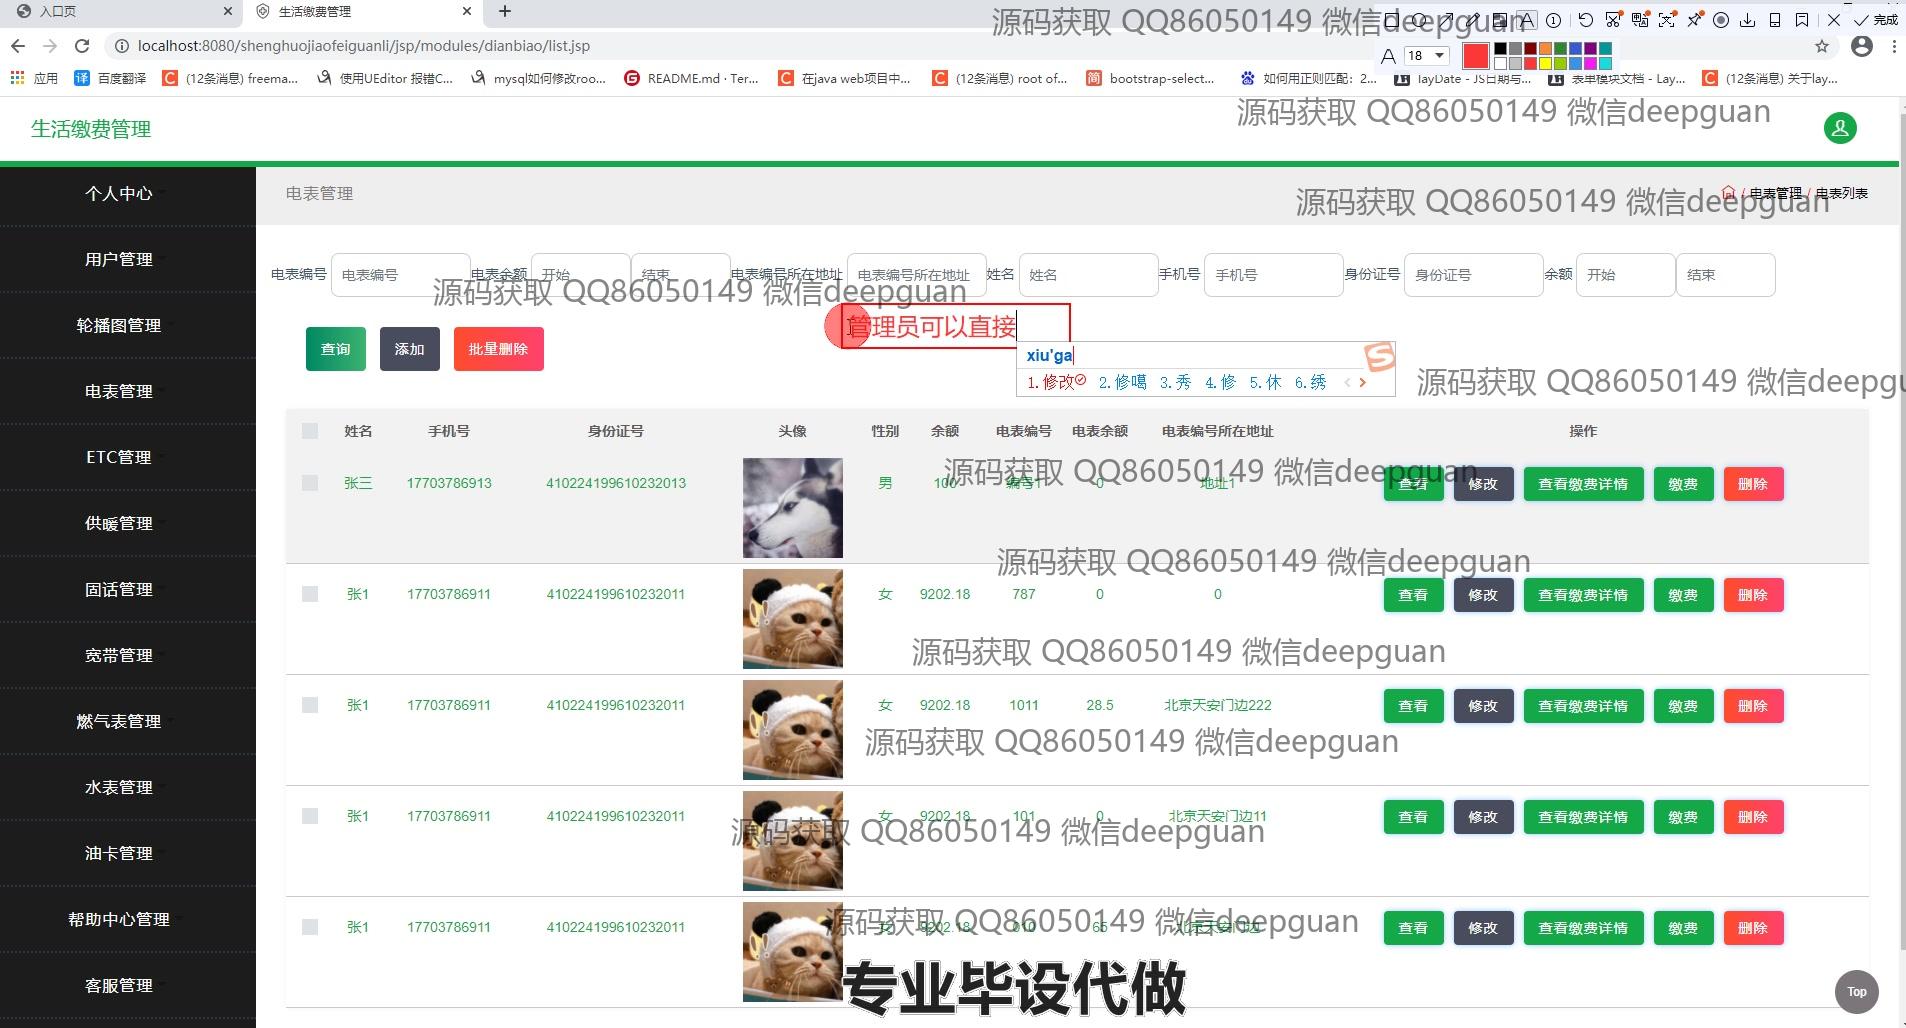 入口页
生活缴费管理
完成
localhost:8080/shenghuojiaofeiguanli/jsp/modules/dianbiao/list.jsp
18
应用
百度翻译
(12条消息) freema...
使用UEditor 报错C...
mysql如何修改roo...
README.md · Ter...
在java web项目中...
(12条消息) root of...
bootstrap-select...
如何用正则匹配: 2...
layDate - JS日期与...
表单模块文档 - Lay...
(12条消息) 关于lay...
源码获取 QQ86050149 微信deepguan
源码获取 QQ86050149 微信deepguan
生活缴费管理
个人中心
用户管理
轮播图管理
电表管理
ETC管理
供暖管理
固话管理
宽带管理
燃气表管理
水表管理
油卡管理
帮助中心管理
客服管理
电表管理
/ 电表管理 / 电表列表
源码获取 QQ86050149 微信deepguan
电表编号 电表编号 电表余额 开始 结束 电表编号所在地址 电表编号所在地址 姓名 姓名 手机号 手机号 身份证号 身份证号 余额 开始 结束
源码获取 QQ86050149 微信deepguan
查询 添加 批量删除
管理员可以直接
xiu'ga
1.修改 2.修噶 3.秀 4.修 5.休 6.绣
源码获取 QQ86050149 微信deepgu
姓名 手机号 身份证号 头像 性别 余额 电表编号 电表余额 电表编号所在地址 操作
张三 17703786913 410224199610232013 男 100 编号1 0 地址1 查看 修改 查看缴费详情 缴费 删除
源码获取 QQ86050149 微信deepguan
源码获取 QQ86050149 微信deepguan
张1 17703786911 410224199610232011 女 9202.18 787 0 0 查看 修改 查看缴费详情 缴费 删除
源码获取 QQ86050149 微信deepguan
张1 17703786911 410224199610232011 女 9202.18 1011 28.5 北京天安门边222 查看 修改 查看缴费详情 缴费 删除
源码获取 QQ86050149 微信deepguan
张1 17703786911 410224199610232011 女 9202.18 101 0 北京天安门边11 查看 修改 查看缴费详情 缴费 删除
源码获取 QQ86050149 微信deepguan
张1 17703786911 410224199610232011 女 9202.18 010 65 北京天安门边 查看 修改 查看缴费详情 缴费 删除
源码获取 QQ86050149 微信deepguan
专业毕设代做
Top